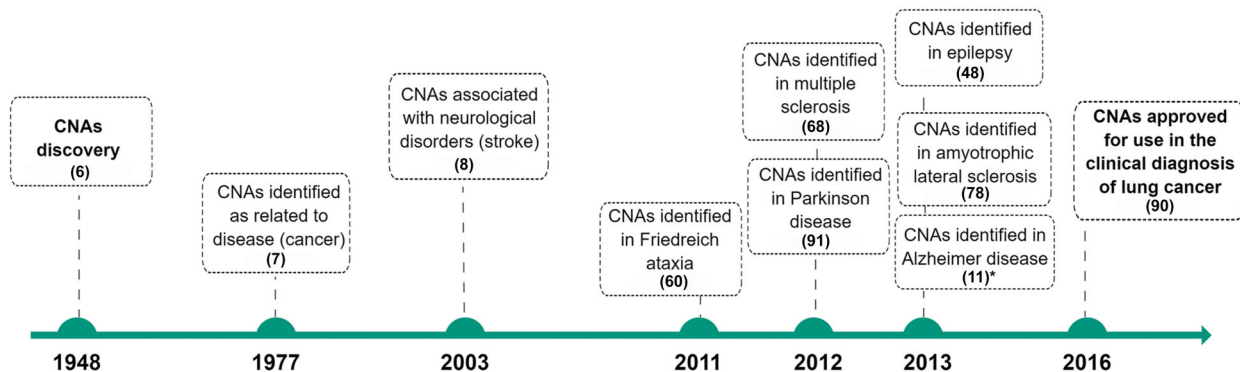 CNAs
discovery
(6)
CNAs identified
as related to
disease (cancer)
(7)
CNAs associated
with neurological
disorders (stroke)
(8)
CNAs identified
in Friedreich
ataxia
(60)
CNAs identified
in multiple
sclerosis
(68)
CNAs identified
in Parkinson
disease
(91)
CNAs identified
in epilepsy
(48)
CNAs identified
in amyotrophic
lateral sclerosis
(78)
CNAs identified in
Alzheimer disease
(11)*
CNAs approved
for use in the
clinical diagnosis
of lung cancer
(90)
1948
1977
2003
2011
2012
2013
2016